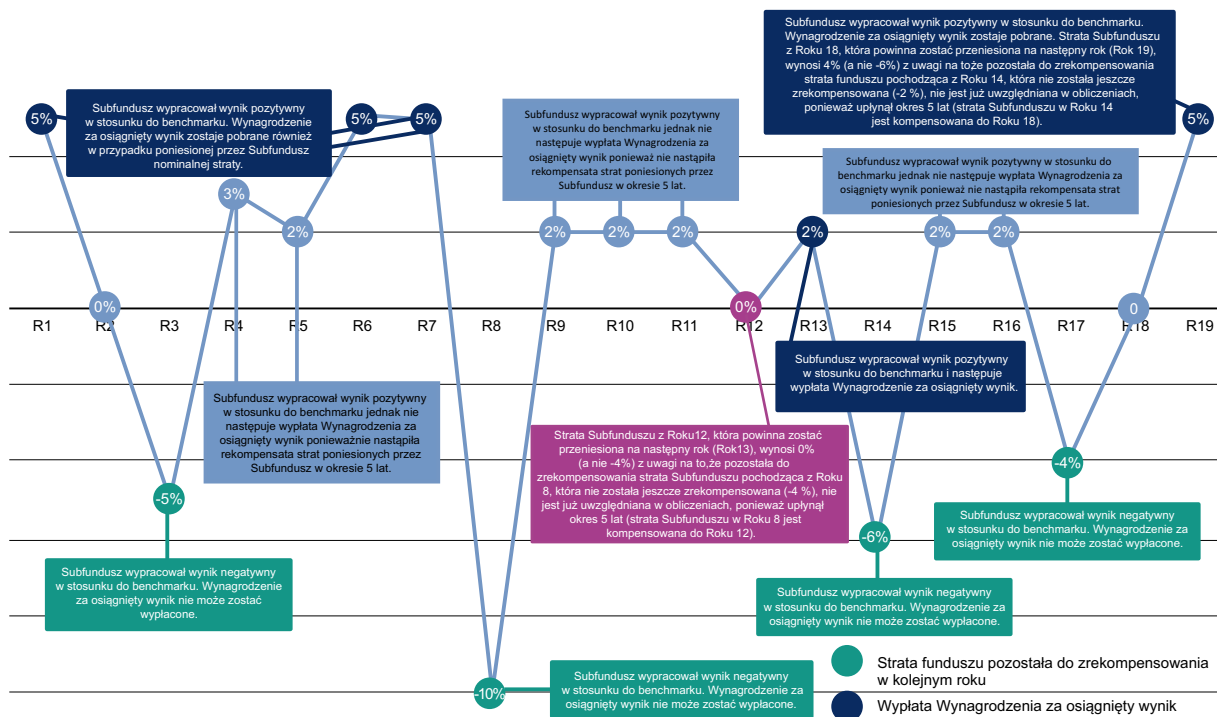 Subfundusz wypracował wynik pozytywny w stosunku do benchmarku.
Wynagrodzenie za osiągnięty wynik zostaje pobrane. Strata Subfunduszu
z Roku 18, która powinna zostać przeniesiona na następny rok (Rok 19),
wynosi 4% (a nie -6%) z uwagi na toże pozostała do zrekompensowania
strata funduszu pochodząca z Roku 14, która nie została jeszcze
zrekompensowana (-2 %), nie jest już uwzględniana w obliczeniach,
ponieważ upłynął okres 5 lat (strata Subfunduszu w Roku 14
jest kompensowana do Roku 18).
Subfundusz wypracował wynik pozytywny
w stosunku do benchmarku. Wynagrodzenie
za osiągnięty wynik zostaje pobrane również
w przypadku poniesionej przez Subfundusz
nominalnej straty.
Subfundusz wypracował wynik pozytywny
w stosunku do benchmarku jednak nie
następuje wypłata Wynagrodzenia za
osiągnięty wynik ponieważ nie nastąpiła
rekompensata strat poniesionych przez
Subfundusz w okresie 5 lat.
Subfundusz wypracował wynik pozytywny w stosunku do
benchmarku jednak nie następuje wypłata Wynagrodzenia za
osiągnięty wynik ponieważ nie nastąpiła rekompensata strat
poniesionych przez Subfundusz w okresie 5 lat.
5%
5%
5%
5%
3%
2%
2%
2%
2%
2%
2%
2%
0%
0%
0
R1 R2 R3 R4 R5 R6 R7 R8 R9 R10 R11 R12 R13 R14 R15 R16 R17 R18 R19
Subfundusz wypracował wynik pozytywny
w stosunku do benchmarku i następuje
wypłata Wynagrodzenie za osiągnięty wynik.
Subfundusz wypracował wynik pozytywny
w stosunku do benchmarku jednak nie
następuje wypłata Wynagrodzenia za
osiągnięty wynik ponieważnie nastąpiła
rekompensata strat poniesionych przez
Subfundusz w okresie 5 lat.
Strata Subfunduszu z Roku12, która powinna zostać
przeniesiona na następny rok (Rok13), wynosi 0%
(a nie -4%) z uwagi na to,że pozostała do
zrekompensowania strata Subfunduszu pochodząca z Roku
8, która nie została jeszcze zrekompensowana (-4 %), nie
jest już uwzględniana w obliczeniach, ponieważ upłynął
okres 5 lat (strata Subfunduszu w Roku 8 jest
kompensowana do Roku 12).
-5%
-4%
-6%
-10%
Subfundusz wypracował wynik negatywny
w stosunku do benchmarku. Wynagrodzenie za
osiągnięty wynik nie może zostać wypłacone.
Subfundusz wypracował wynik negatywny
w stosunku do benchmarku. Wynagrodzenie
za osiągnięty wynik nie może zostać
wypłacone.
Subfundusz wypracował wynik negatywny
w stosunku do benchmarku. Wynagrodzenie za
osiągnięty wynik nie może zostać wypłacone.
Subfundusz wypracował wynik negatywny
w stosunku do benchmarku. Wynagrodzenie za
osiągnięty wynik nie może zostać wypłacone.
Strata funduszu pozostała do zrekompensowania
w kolejnym roku
Wypłata Wynagrodzenia za osiągnięty wynik